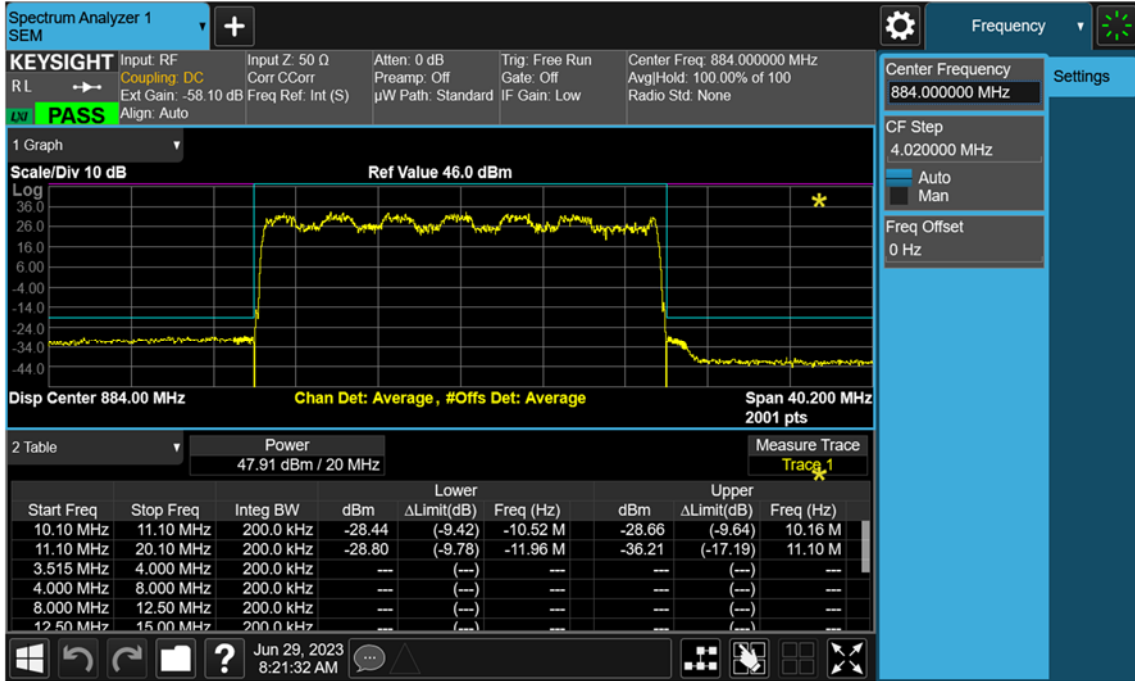 Spectrum Analyzer 1
SEM
Frequency
KEYSIGHT
R L
LXI PASS
Input: RF
Coupling: DC
Ext Gain: -58.10 dB
Align: Auto
Input Z: 50 Ω
Corr CCorr
Freq Ref: Int (S)
Atten: 0 dB
Preamp: Off
µW Path: Standard
Trig: Free Run
Gate: Off
IF Gain: Low
Center Freq: 884.000000 MHz
Avg|Hold: 100.00% of 100
Radio Std: None
Center Frequency
884.000000 MHz
Settings
CF Step
4.020000 MHz
Auto
Man
Freq Offset
0 Hz
1 Graph
Scale/Div 10 dB Ref Value 46.0 dBm
Log
36.0
26.0
16.0
6.00
-4.00
-14.0
-24.0
-34.0
-44.0
Disp Center 884.00 MHz Chan Det: Average, #Offs Det: Average Span 40.200 MHz
2001 pts
2 Table Power Measure Trace
47.91 dBm / 20 MHz Trace 1
Lower Upper
Start Freq Stop Freq Integ BW dBm ΔLimit(dB) Freq (Hz) dBm ΔLimit(dB) Freq (Hz)
10.10 MHz 11.10 MHz 200.0 kHz -28.44 (-9.42) -10.52 M -28.66 (-9.64) 10.16 M
11.10 MHz 20.10 MHz 200.0 kHz -28.80 (-9.78) -11.96 M -36.21 (-17.19) 11.10 M
3.515 MHz 4.000 MHz 200.0 kHz --- (---) --- --- (---) ---
4.000 MHz 8.000 MHz 200.0 kHz --- (---) --- --- (---) ---
8.000 MHz 12.50 MHz 200.0 kHz --- (---) --- --- (---) ---
12.50 MHz 15.00 MHz 200.0 kHz --- (---) --- --- (---) ---
Jun 29, 2023
8:21:32 AM